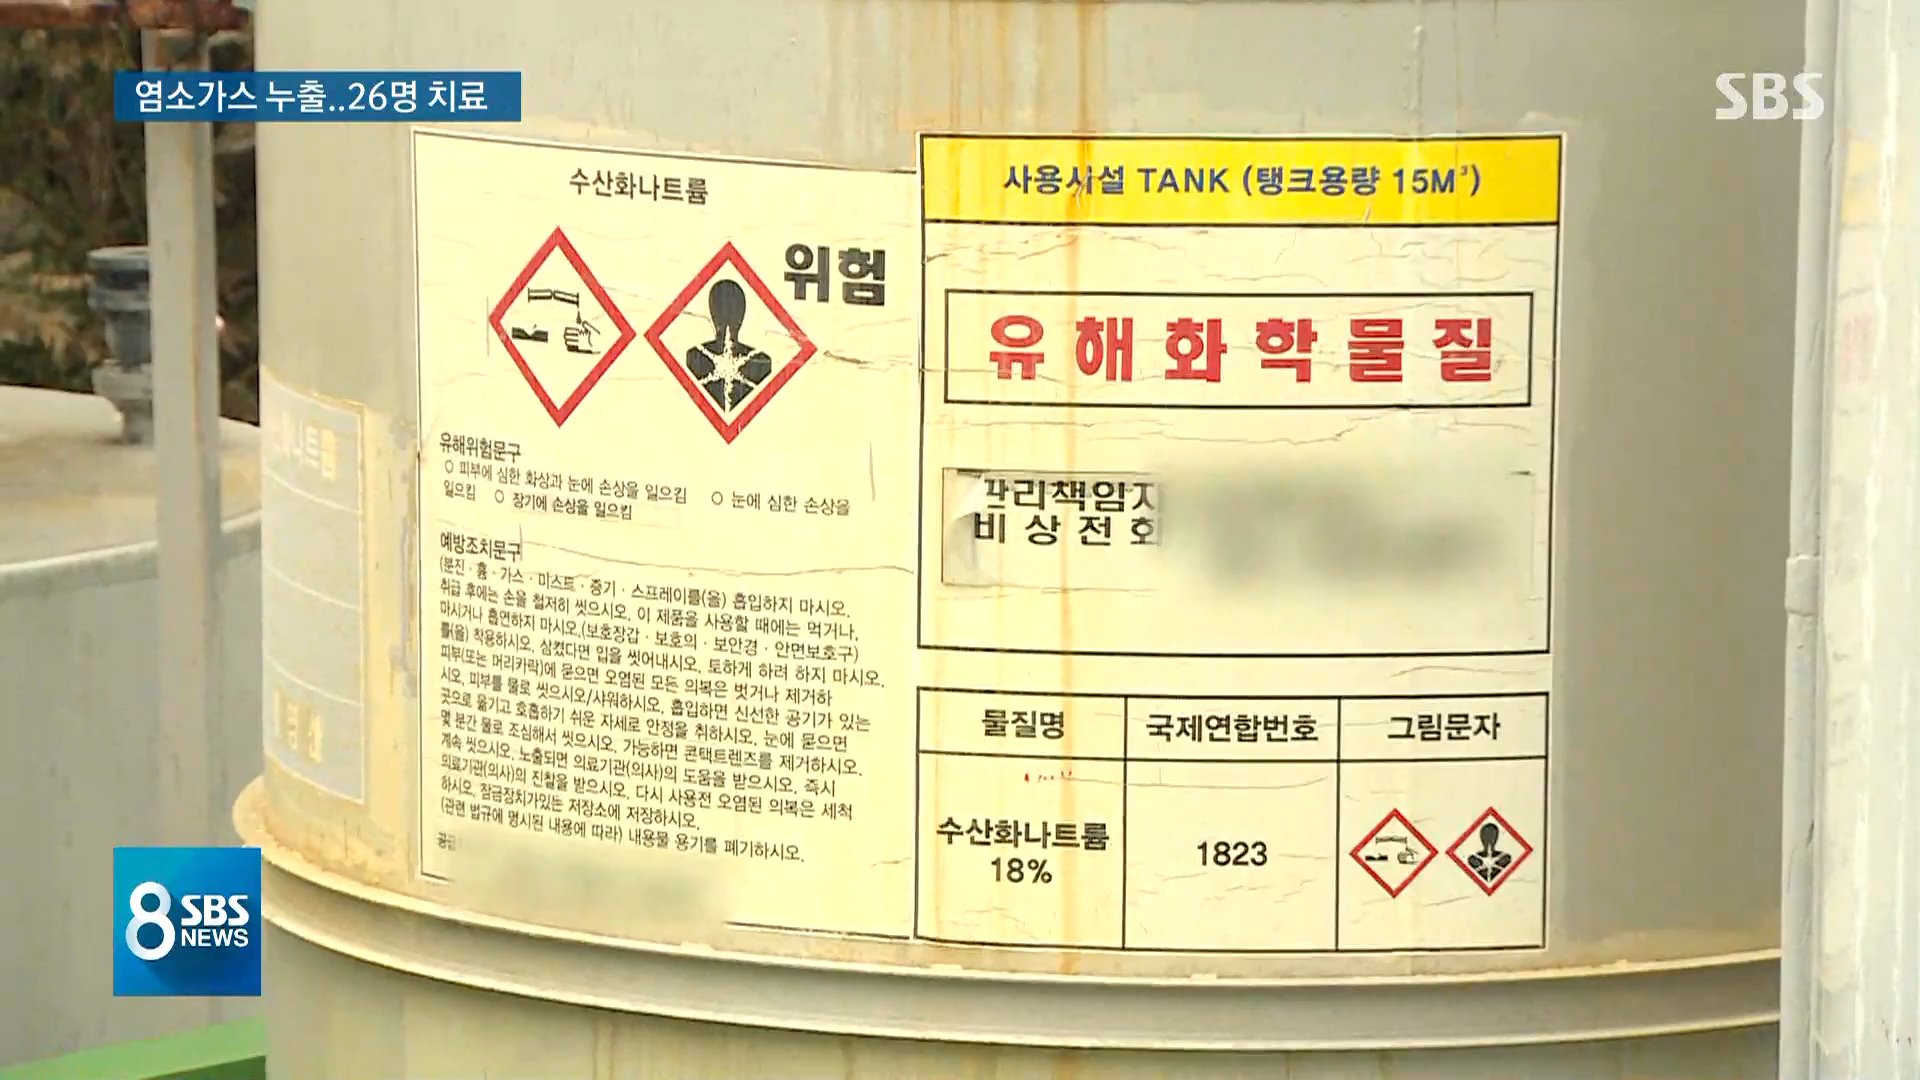 염소가스 누출..26명 치료
SBS
수산화나트륨
위험
유해위험문구
○ 피부에 심한 화상과 눈에 손상을 일으킴 ○ 눈에 심한 손상을
일으킴 ○ 장기에 손상을 일으킴
예방조치문구
(분진 · 흄 · 가스 · 미스트 · 증기 · 스프레이를(을) 흡입하지 마시오.
취급 후에는 손을 철저히 씻으시오. 이 제품을 사용할 때에는 먹거나,
마시거나 흡연하지 마시오.(보호장갑 · 보호의 · 보안경 · 안면보호구)
를(을) 착용하시오. 삼켰다면 입을 씻어내시오. 토하게 하려 하지 마시오.
피부(또는 머리카락)에 묻으면 오염된 모든 의복은 벗거나 제거하
시오. 피부를 물로 씻으시오/샤워하시오. 흡입하면 신선한 공기가 있는
곳으로 옮기고 호흡하기 쉬운 자세로 안정을 취하시오. 눈에 묻으면
몇 분간 물로 조심해서 씻으시오. 가능하면 콘택트렌즈를 제거하시오.
계속 씻으시오. 노출되면 의료기관(의사)의 도움을 받으시오. 즉시
의료기관(의사)의 진찰을 받으시오. 다시 사용전 오염된 의복은 세척
하시오. 잠금장치가있는 저장소에 저장하시오.
(관련 법규에 명시된 내용에 따라) 내용물 용기를 폐기하시오.
사용시설 TANK (탱크용량 15M³)
유해화학물질
관리책임자
비상전화
물질명 국제연합번호 그림문자
수산화나트륨
18%
1823
8 SBS
NEWS